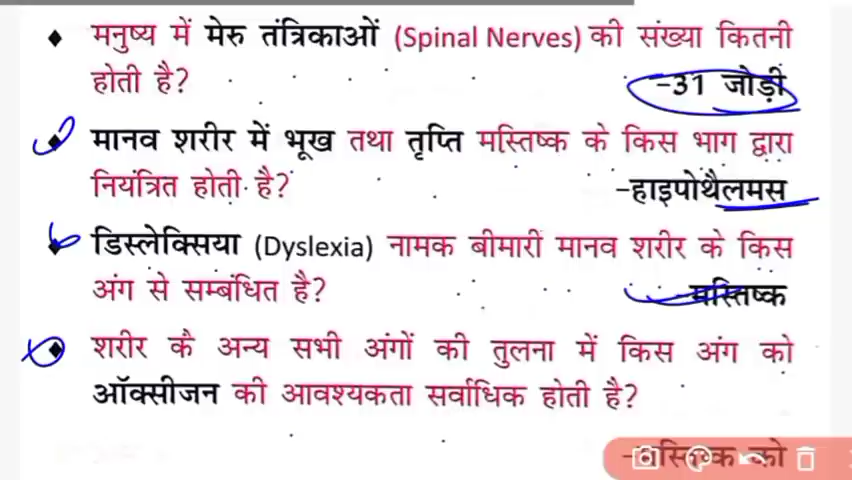 ♦ मनुष्य में मेरु तंत्रिकाओं (Spinal Nerves) की संख्या कितनी
होती है? -31 जोड़ी
♦ मानव शरीर में भूख तथा तृप्ति मस्तिष्क के किस भाग द्वारा
नियंत्रित होती है? -हाइपोथैलमस
♦ डिस्लेक्सिया (Dyslexia) नामक बीमारी मानव शरीर के किस
अंग से सम्बंधित है? -मस्तिष्क
♦ शरीर कै अन्य सभी अंगों की तुलना में किस अंग को
ऑक्सीजन की आवश्यकता सर्वाधिक होती है?
-मस्तिष्क को